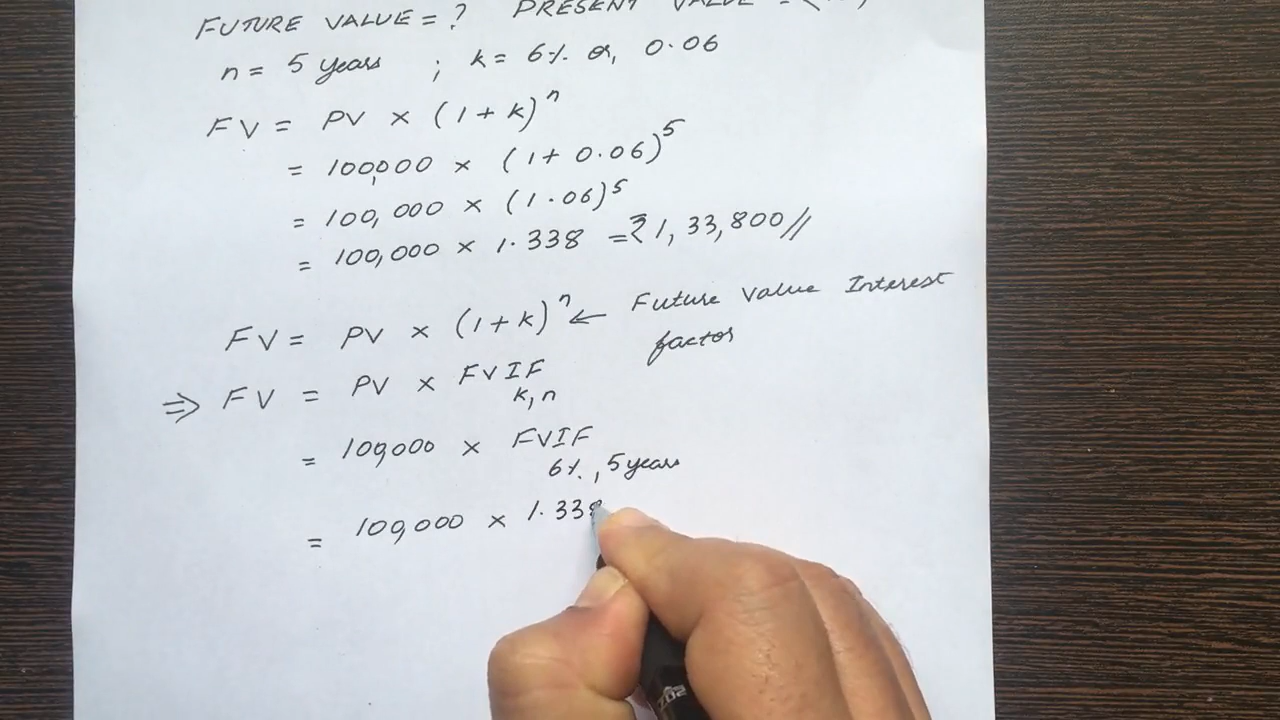 FUTURE VALUE = ? PRESENT VALUE =
n = 5 years ; k = 6% or, 0.06
FV = PV × (1 + k)^n
= 100,000 × (1 + 0.06)^5
= 100,000 × (1.06)^5
= 100,000 × 1.338 = ₹ 1,33,800//
FV = PV × (1 + k)^n ← Future Value Interest
factor
⇒ FV = PV × FVIF
k, n
= 100,000 × FVIF
6%, 5 years
= 100,000 × 1.338